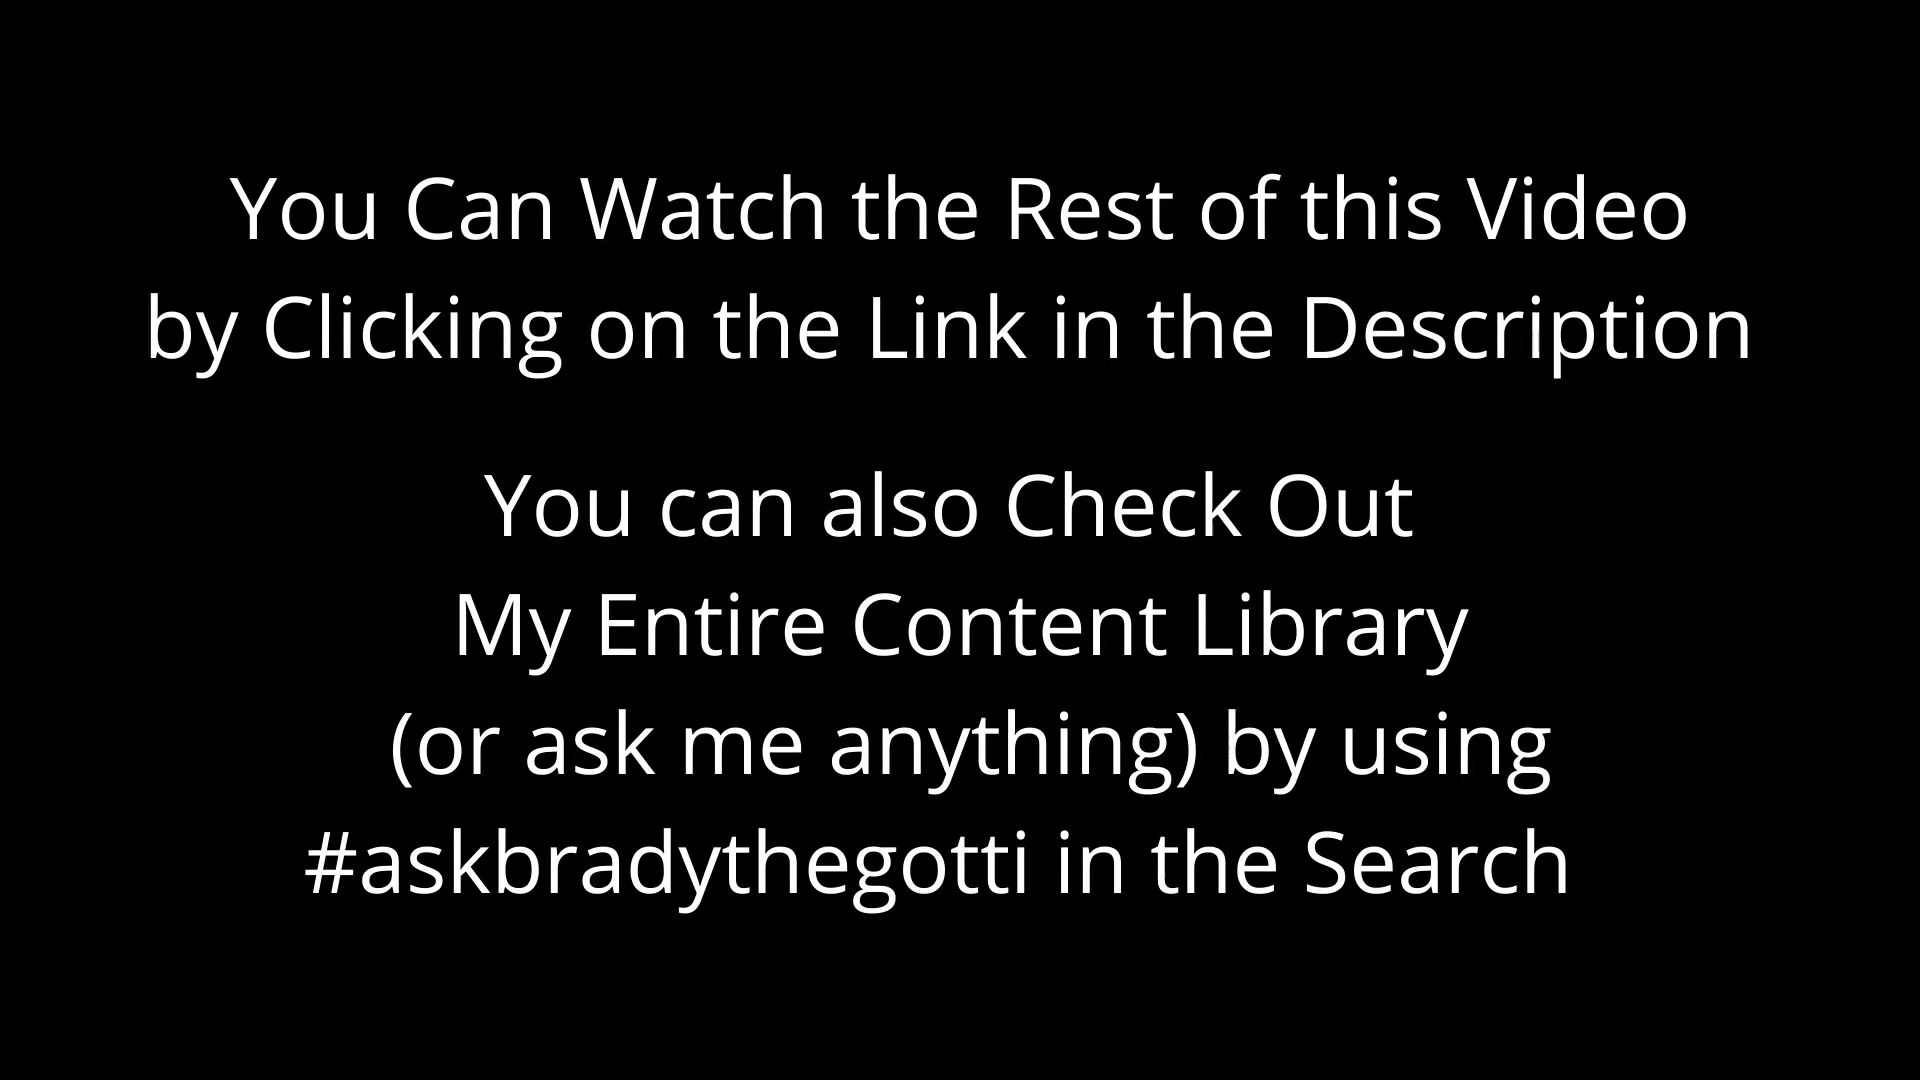 You Can Watch the Rest of this Video
by Clicking on the Link in the Description
You can also Check Out
My Entire Content Library
(or ask me anything) by using
#askbradythegotti in the Search